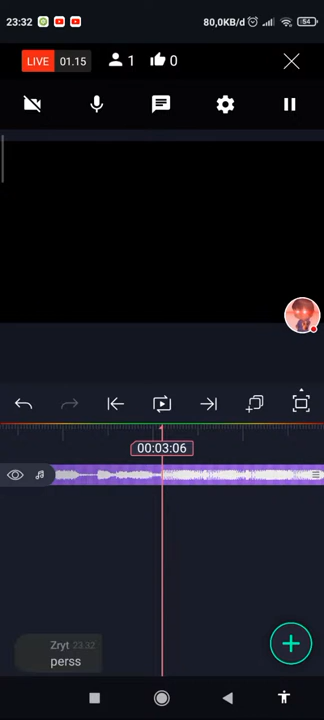 23:32
80,0KB/d
54
LIVE 01.15 1 0
00:03:06
Zryt 23:32
perss